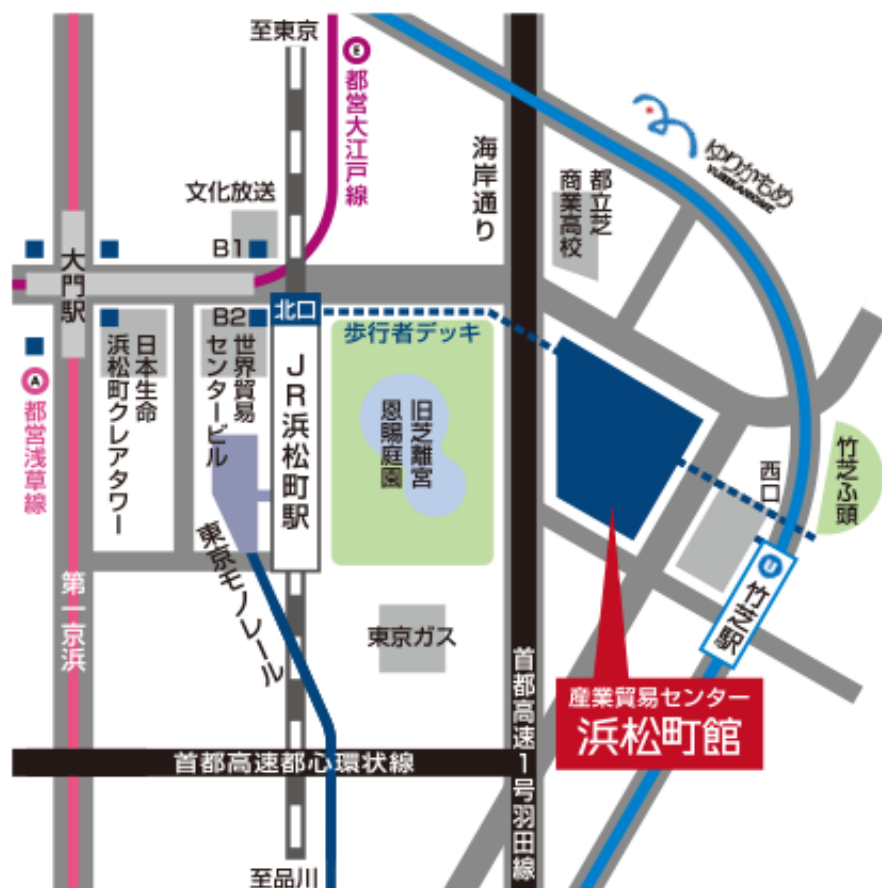 至東京
E
都営大江戸線
海岸通り
ゆりかもめ
YURIKAMOME
文化放送
都立芝
商業高校
B1
大門駅
B2
北口
歩行者デッキ
日本生命
浜松町クレアタワー
世界貿易
センタービル
JR浜松町駅
旧芝離宮
恩賜庭園
A
都営浅草線
竹芝ふ頭
西口
東京モノレール
U
竹芝駅
第一京浜
東京ガス
産業貿易センター
浜松町館
首都高速1号羽田線
首都高速都心環状線
至品川